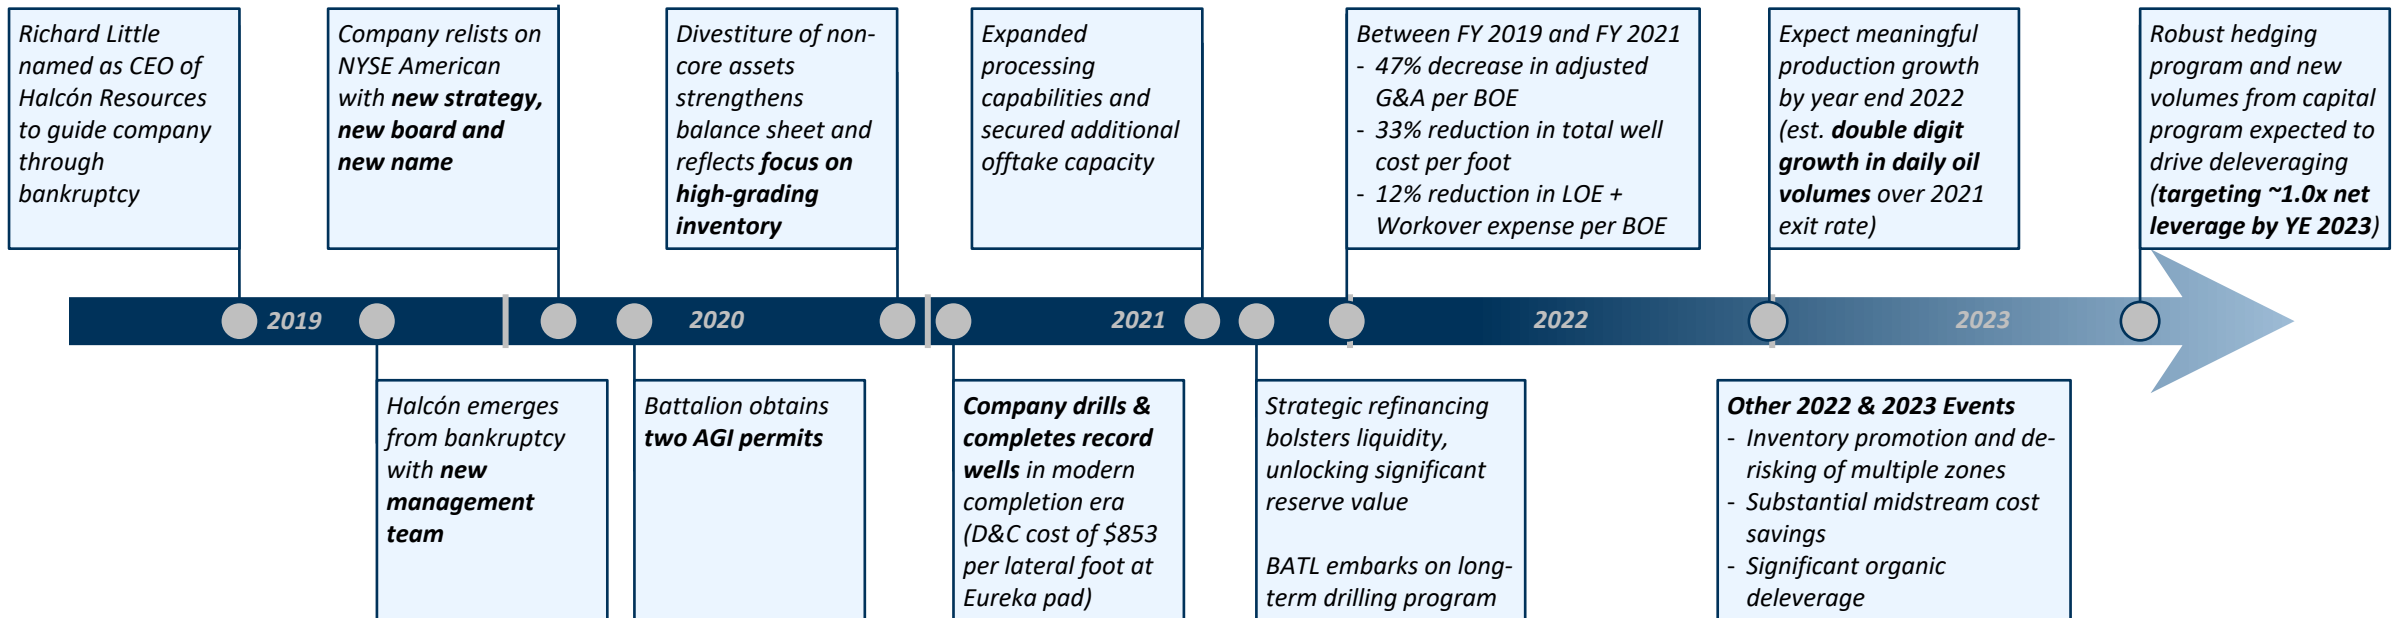 Richard Little
named as CEO of
Halcón Resources
to guide company
through
bankruptcy
Company relists on
NYSE American
with new strategy,
new board and
new name
Divestiture of non-
core assets
strengthens
balance sheet and
reflects focus on
high-grading
inventory
Expanded
processing
capabilities and
secured additional
offtake capacity
Between FY 2019 and FY 2021
- 47% decrease in adjusted
G&A per BOE
- 33% reduction in total well
cost per foot
- 12% reduction in LOE +
Workover expense per BOE
Expect meaningful
production growth
by year end 2022
(est. double digit
growth in daily oil
volumes over 2021
exit rate)
Robust hedging
program and new
volumes from capital
program expected to
drive deleveraging
(targeting ~1.0x net
leverage by YE 2023)
2019
2020
2021
2022
2023
Halcón emerges
from bankruptcy
with new
management
team
Battalion obtains
two AGI permits
Company drills &
completes record
wells in modern
completion era
(D&C cost of $853
per lateral foot at
Eureka pad)
Strategic refinancing
bolsters liquidity,
unlocking significant
reserve value
BATL embarks on long-
term drilling program
Other 2022 & 2023 Events
- Inventory promotion and de-
risking of multiple zones
- Substantial midstream cost
savings
- Significant organic
deleverage